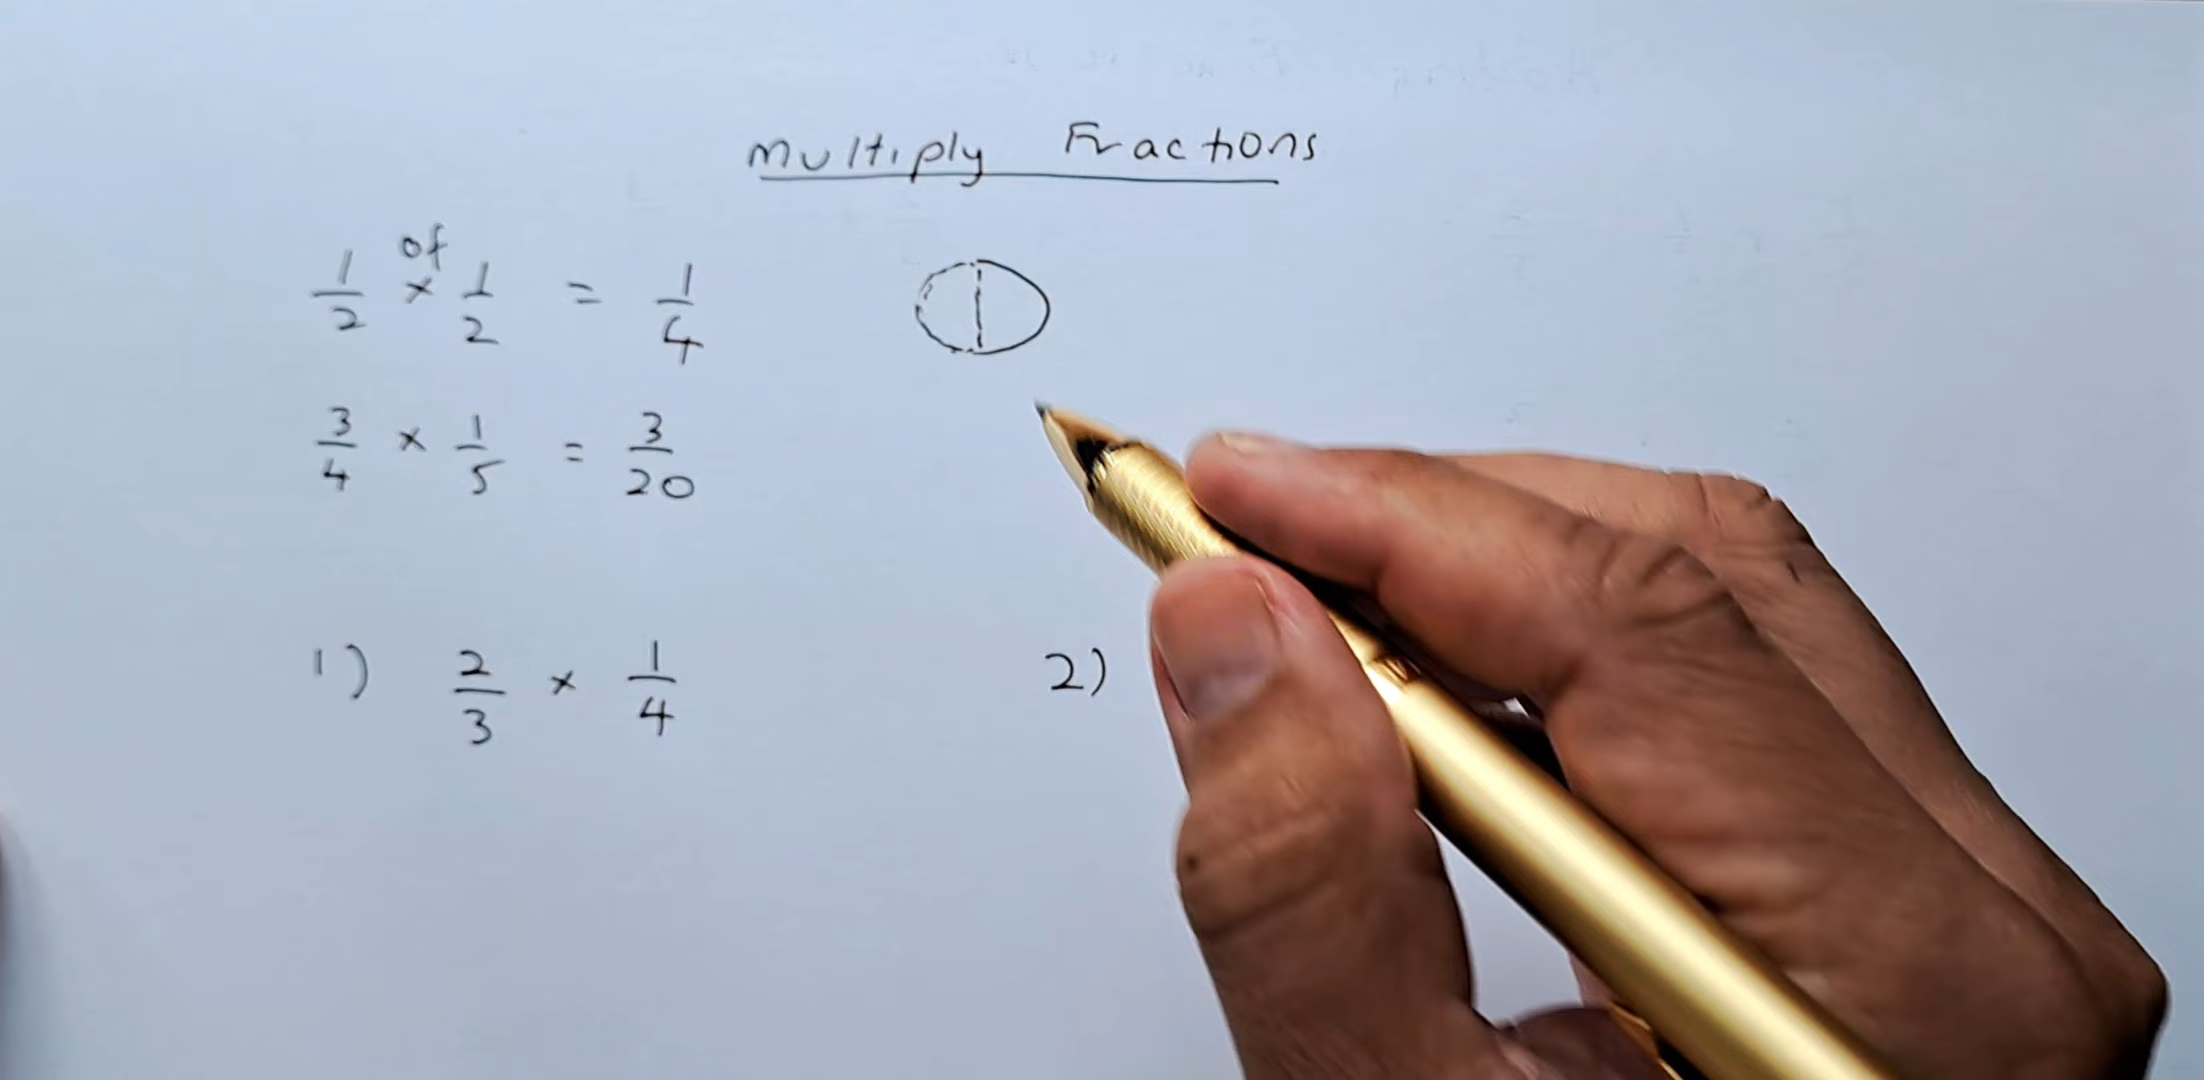 Multiply Fractions
1/2 of × 1/2 = 1/4
3/4 × 1/5 = 3/20
1) 2/3 × 1/4
2)